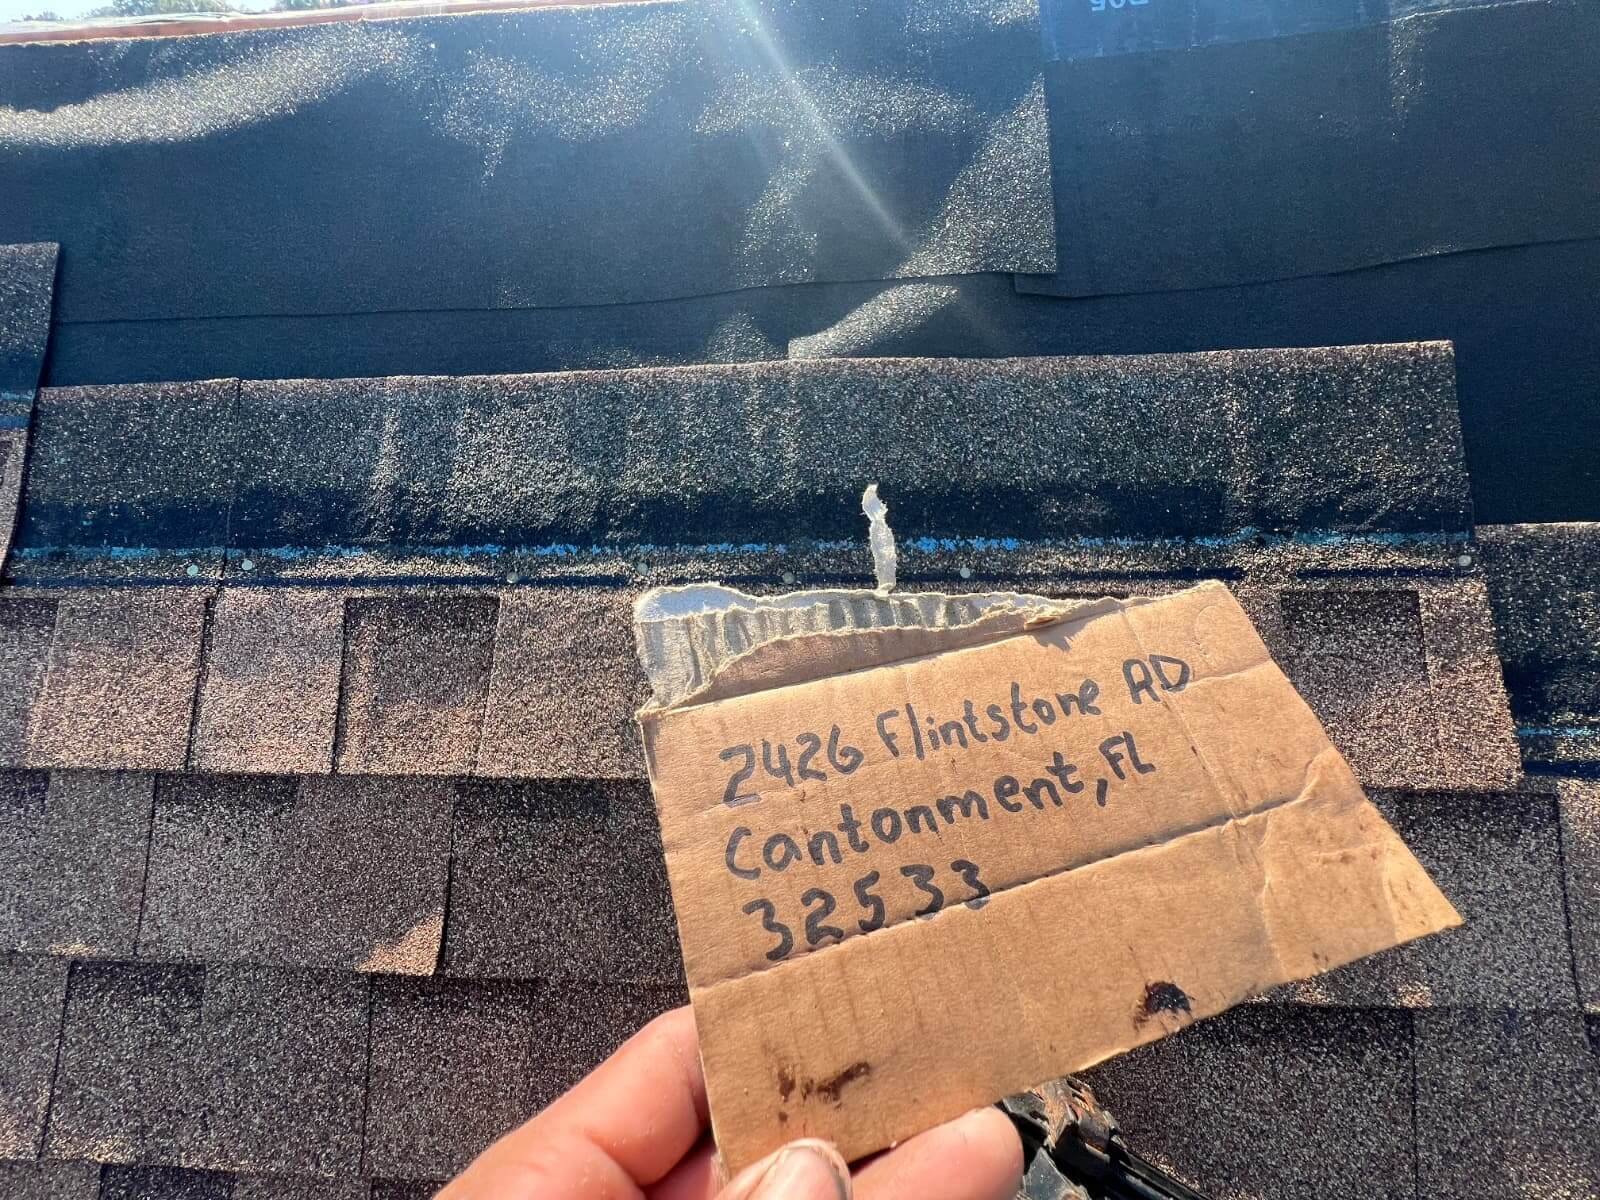 2426 Flintstone RD
Cantonment, FL
32533